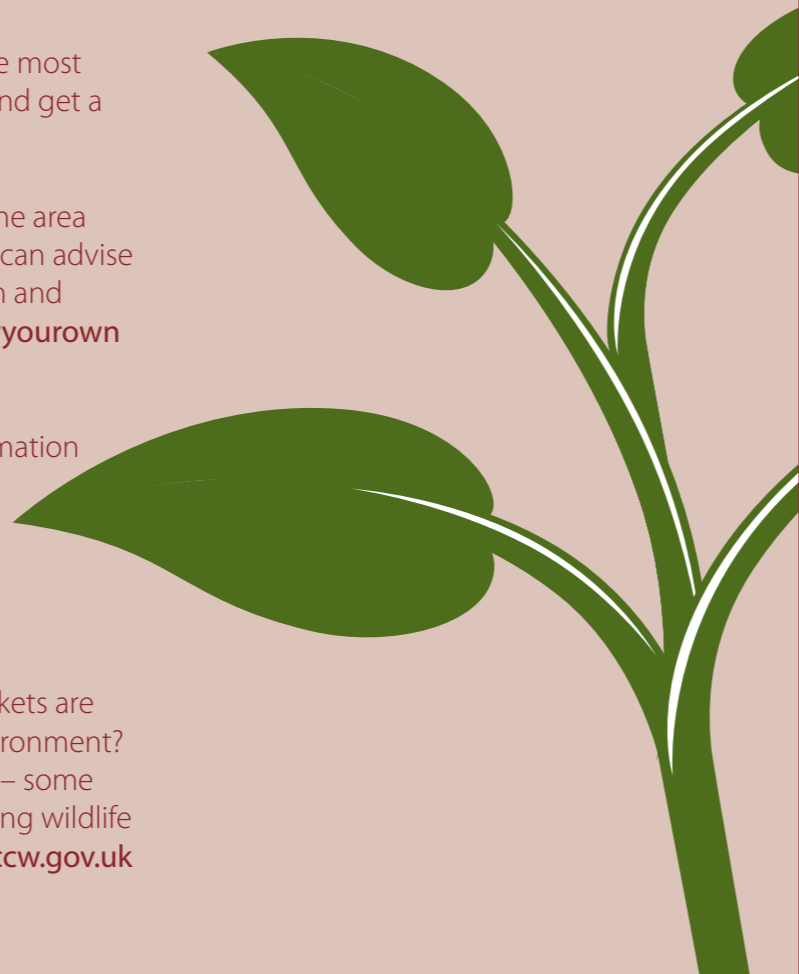 e most
nd get a
ne area
can advise
n and
yourown
mation
kets are
ronment?
– some
ng wildlife
ccw.gov.uk